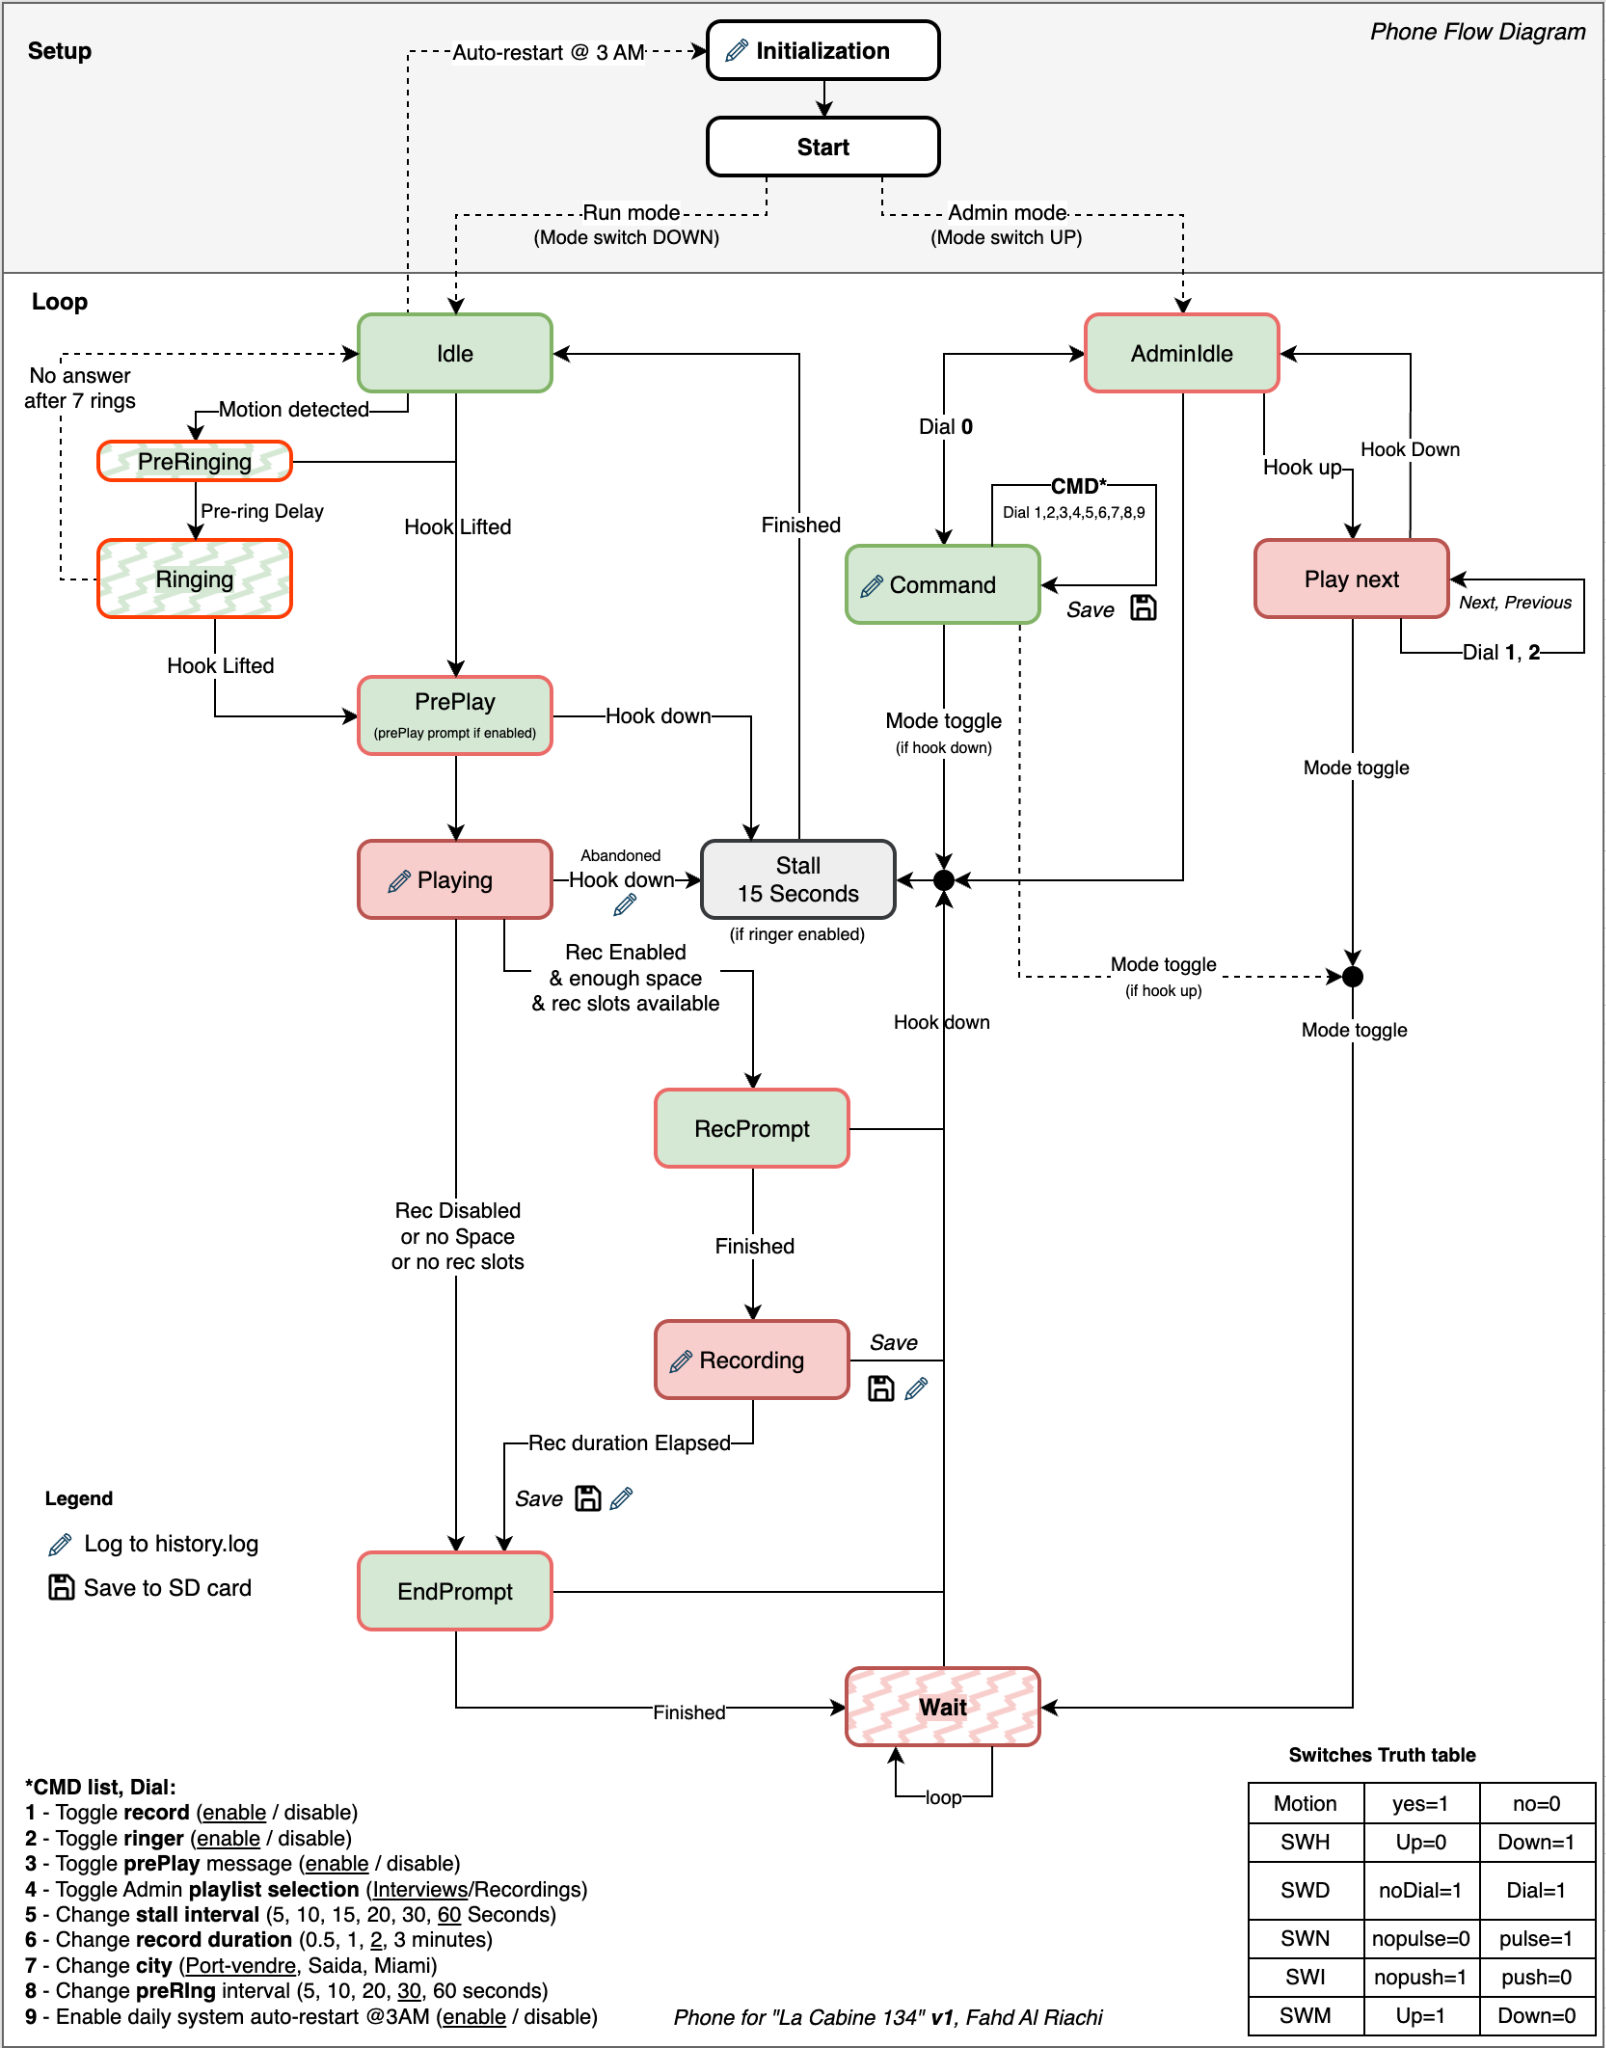 Phone Flow Diagram
Setup
Auto-restart @ 3 AM
Initialization
Start
Run mode
(Mode switch DOWN)
Admin mode
(Mode switch UP)
Loop
Idle
AdminIdle
No answer
after 7 rings
Motion detected
PreRinging
Pre-ring Delay
Ringing
Hook Lifted
Hook Lifted
Finished
Dial 0
CMD*
Dial 1,2,3,4,5,6,7,8,9
Command
Save
Hook up
Hook Down
Play next
Next, Previous
Dial 1, 2
PrePlay
(prePlay prompt if enabled)
Hook down
Mode toggle
(if hook down)
Mode toggle
Playing
Abandoned
Hook down
Stall
15 Seconds
(if ringer enabled)
Rec Enabled
& enough space
& rec slots available
Mode toggle
(if hook up)
Hook down
Mode toggle
RecPrompt
Rec Disabled
or no Space
or no rec slots
Finished
Recording
Save
Rec duration Elapsed
Save
Legend
Log to history.log
Save to SD card
EndPrompt
Finished
Wait
loop
*CMD list, Dial:
1 - Toggle record (enable / disable)
2 - Toggle ringer (enable / disable)
3 - Toggle prePlay message (enable / disable)
4 - Toggle Admin playlist selection (Interviews/Recordings)
5 - Change stall interval (5, 10, 15, 20, 30, 60 Seconds)
6 - Change record duration (0.5, 1, 2, 3 minutes)
7 - Change city (Port-vendre, Saida, Miami)
8 - Change preRIng interval (5, 10, 20, 30, 60 seconds)
9 - Enable daily system auto-restart @3AM (enable / disable)
Phone for "La Cabine 134" v1, Fahd Al Riachi
Switches Truth table
Motion yes=1 no=0
SWH Up=0 Down=1
SWD noDial=1 Dial=1
SWN nopulse=0 pulse=1
SWI nopush=1 push=0
SWM Up=1 Down=0